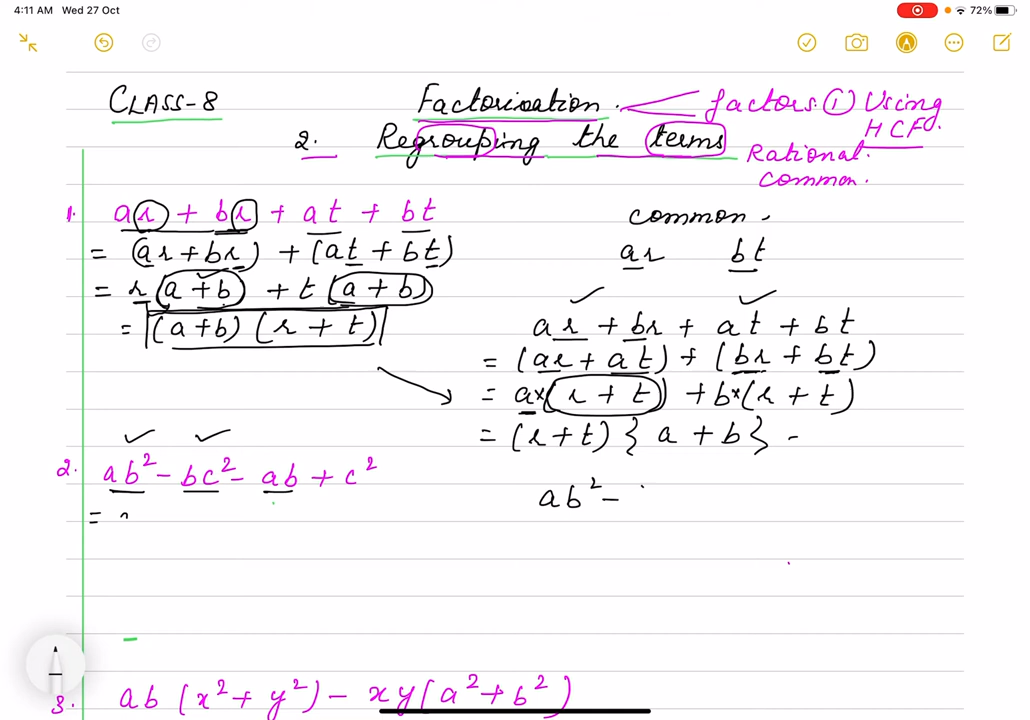 4:11 AM Wed 27 Oct
72%
CLASS-8
Factorisation.
factors. ① Using HCF.
2. Regrouping the terms
Rational.
common.
1. ar + br + at + bt
= (ar + br) + (at + bt)
= r (a + b) + t (a + b)
= (a + b) (r + t)
common.
ar bt
ar + br + at + bt
= (ar + at) + (br + bt)
= a × (r + t) + b × (r + t)
= (r + t) { a + b }
2. ab² − bc² − ab + c²
=
ab² −
3. ab (x² + y²) − xy (a² + b²)